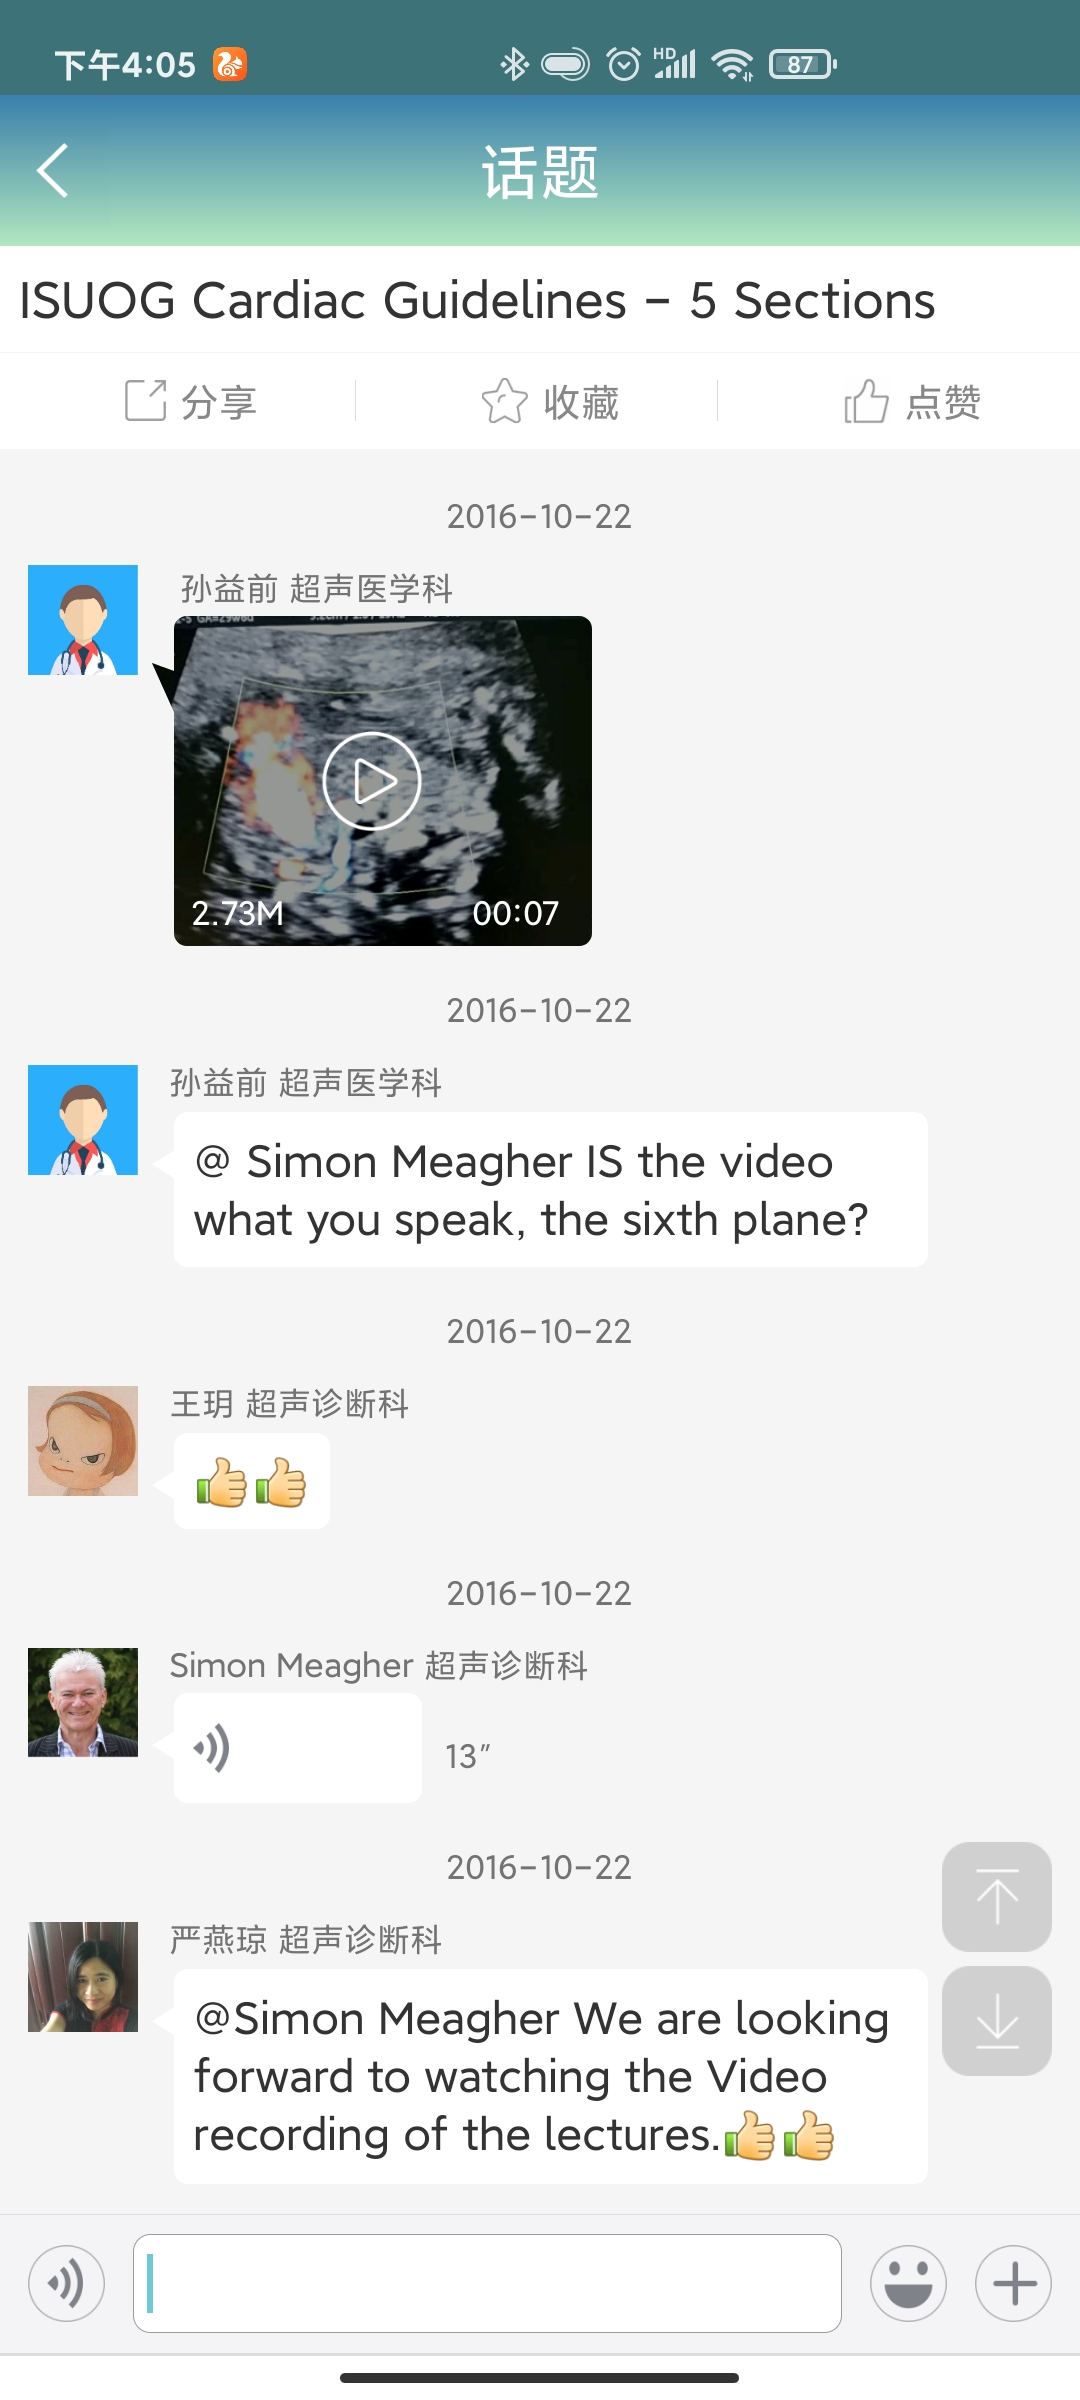 下午4:05
HD
87
话题
ISUOG Cardiac Guidelines - 5 Sections
分享
收藏
点赞
2016-10-22
孙益前 超声医学科
2.73M
00:07
2016-10-22
孙益前 超声医学科
@ Simon Meagher IS the video
what you speak, the sixth plane?
2016-10-22
王玥 超声诊断科
2016-10-22
Simon Meagher 超声诊断科
13″
2016-10-22
严燕琼 超声诊断科
@Simon Meagher We are looking
forward to watching the Video
recording of the lectures.